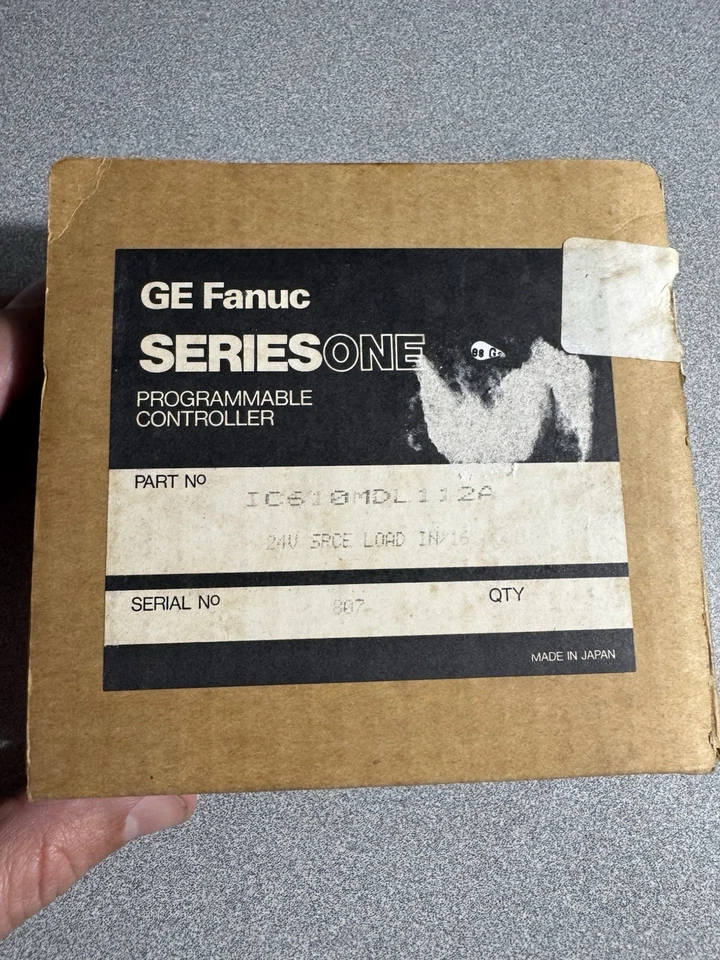 GE Fanuc
SERIESONE
PROGRAMMABLE
CONTROLLER
PART Nº
IC610MDL112A
24V SRCE LOAD IN/16
SERIAL Nº
807
QTY
MADE IN JAPAN